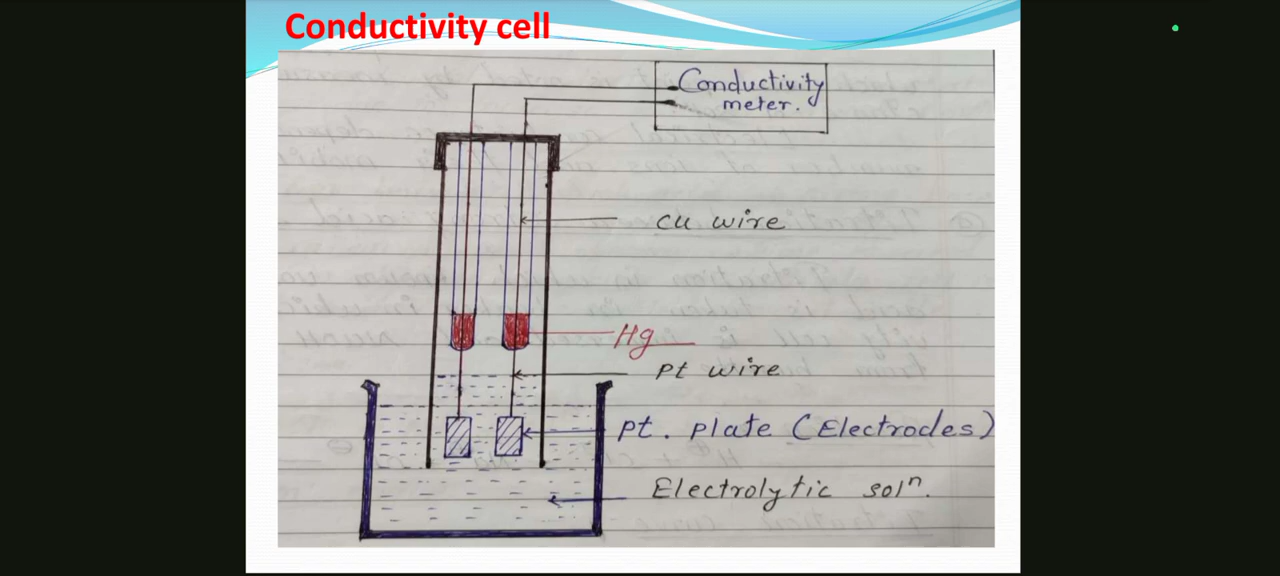 Conductivity cell
Conductivity
meter.
Cu wire
Hg
Pt wire
Pt. Plate (Electrodes)
Electrolytic solⁿ.